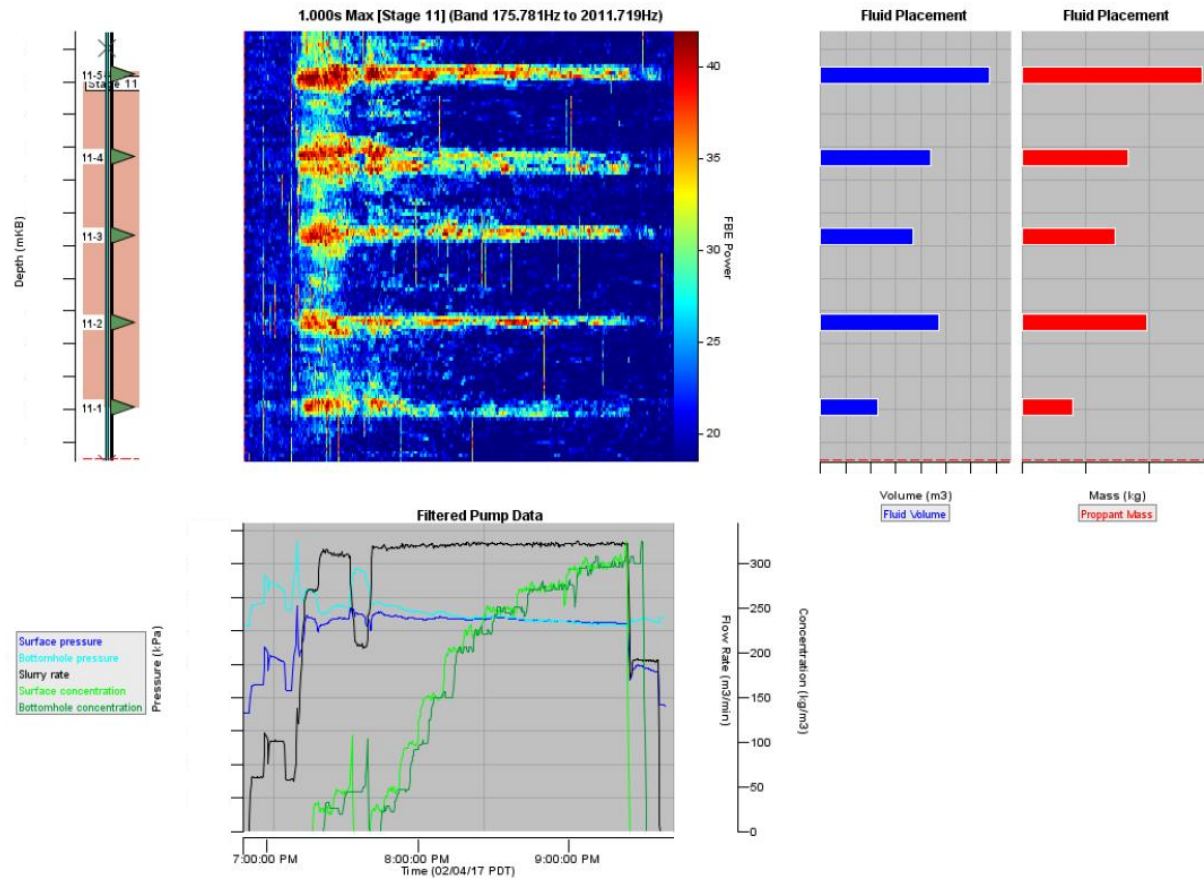 1.000s Max [Stage 11] (Band 175.781Hz to 2011.719Hz)
Fluid Placement
Fluid Placement
Depth (mKB)
11-5
Stage 11
11-4
11-3
11-2
11-1
40
35
30
25
20
FBE Power
Volume (m3)
Fluid Volume
Mass (kg)
Proppant Mass
Filtered Pump Data
Surface pressure
Bottomhole pressure
Slurry rate
Surface concentration
Bottomhole concentration
Pressure (kPa)
300
250
200
150
100
50
0
Flow Rate (m3/min)
Concentration (kg/m3)
7:00:00 PM
8:00:00 PM
9:00:00 PM
Time (02/04/17 PDT)